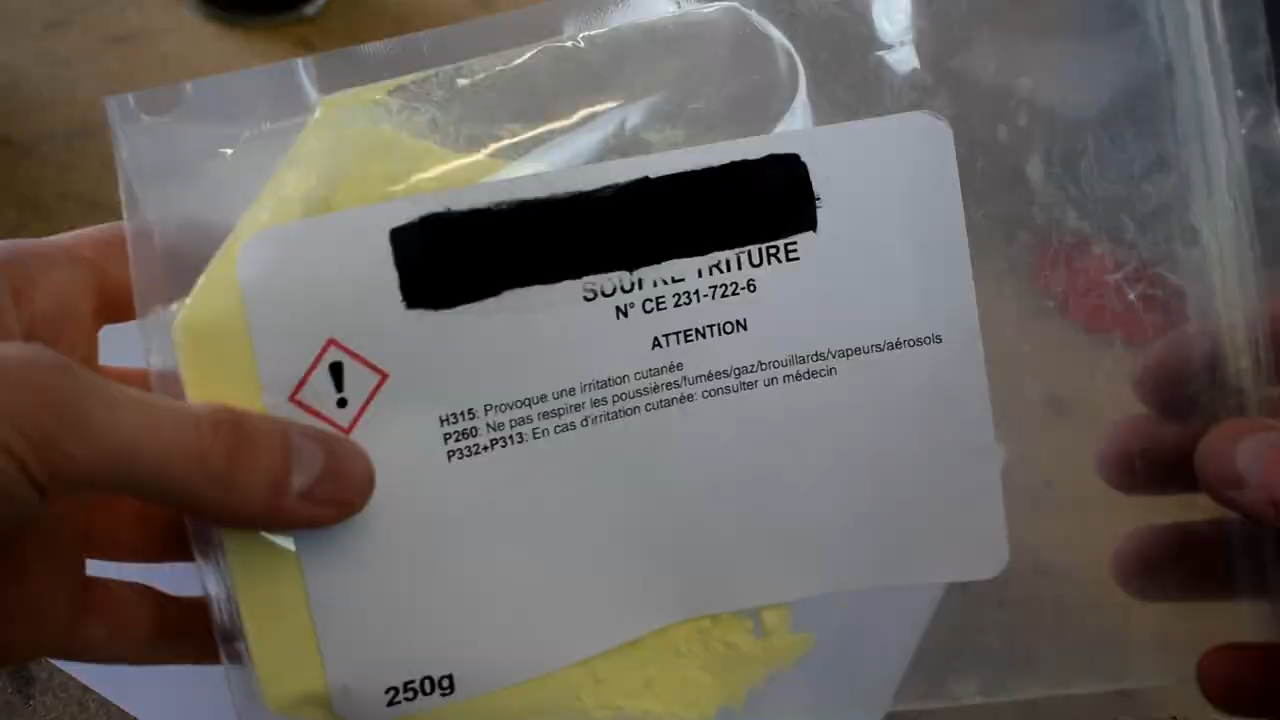 SOUFRE TRITURE
N° CE 231-722-6
ATTENTION
H315: Provoque une irritation cutanée
P260: Ne pas respirer les poussières/fumées/gaz/brouillards/vapeurs/aérosols
P332+P313: En cas d'irritation cutanée: consulter un médecin
250g